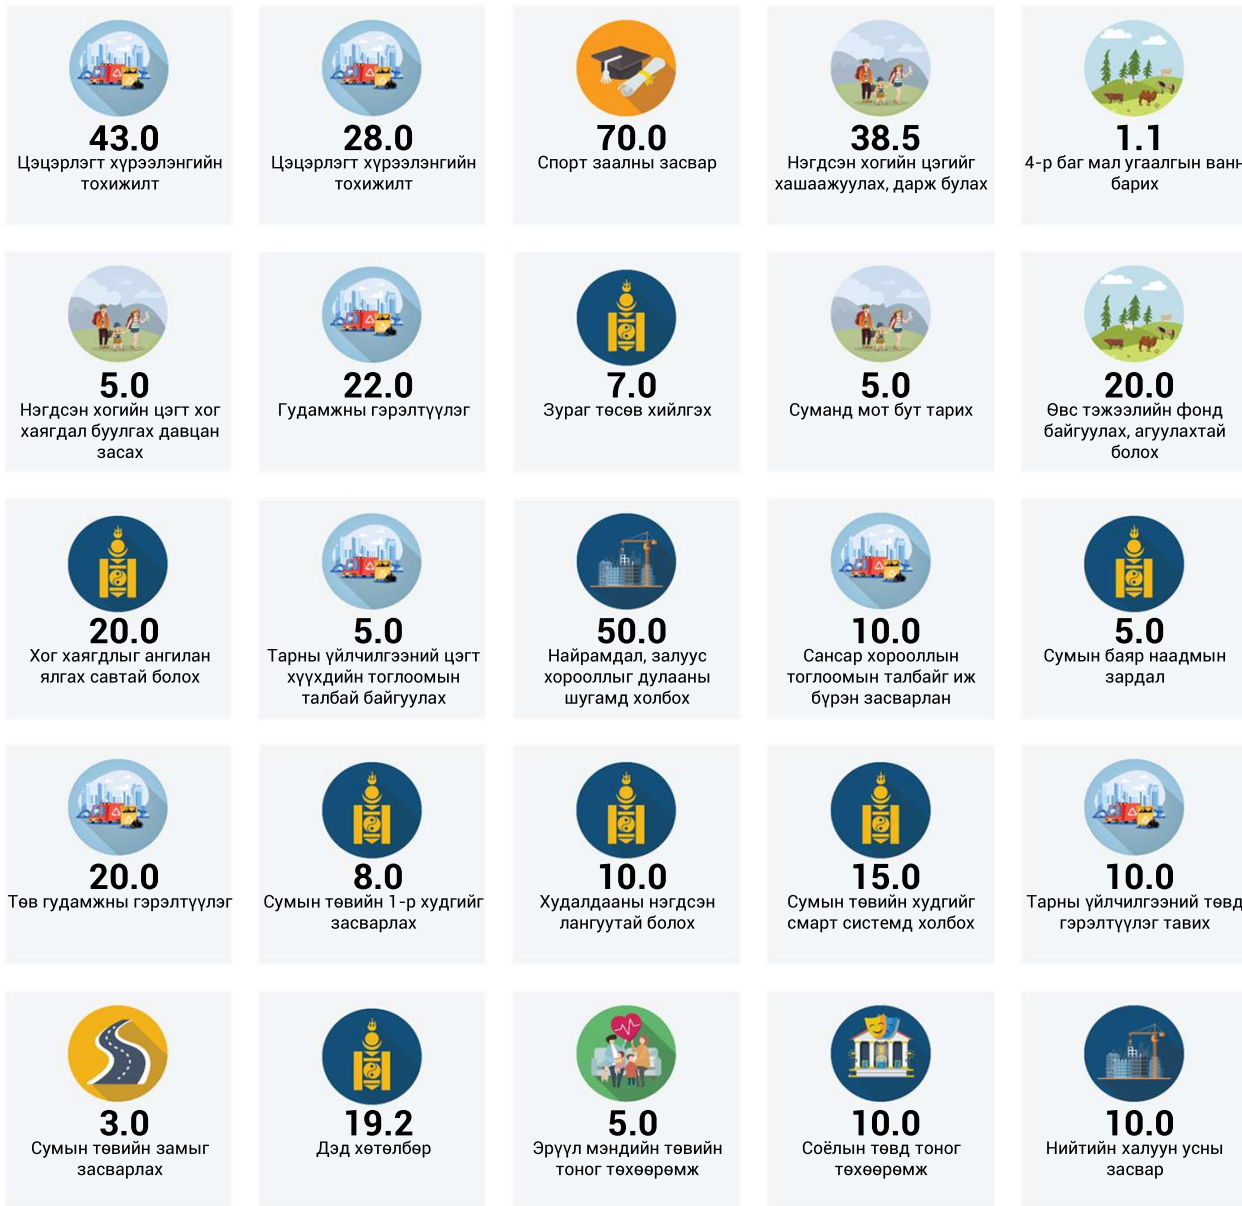 43.0
Цэцэрлэгт хүрээлэнгийн
тохижилт
28.0
Цэцэрлэгт хүрээлэнгийн
тохижилт
70.0
Спорт заалны засвар
38.5
Нэгдсэн хогийн цэгийг
хашаажуулах, дарж булах
1.1
4-р баг мал угаалгын ванн
барих
5.0
Нэгдсэн хогийн цэгт хог
хаягдал буулгах давцан
засах
22.0
Гудамжны гэрэлтүүлэг
7.0
Зураг төсөв хийлгэх
5.0
Суманд мот бут тарих
20.0
Өвс тэжээлийн фонд
байгуулах, агуулахтай
болох
20.0
Хог хаягдлыг ангилан
ялгах савтай болох
5.0
Тарны үйлчилгээний цэгт
хүүхдийн тоглоомын
талбай байгуулах
50.0
Найрамдал, залуус
хорооллыг дулааны
шугамд холбох
10.0
Сансар хорооллын
тоглоомын талбайг иж
бүрэн засварлан
5.0
Сумын баяр наадмын
зардал
20.0
Төв гудамжны гэрэлтүүлэг
8.0
Сумын төвийн 1-р худгийг
засварлах
10.0
Худалдааны нэгдсэн
лангуутай болох
15.0
Сумын төвийн худгийг
смарт системд холбох
10.0
Тарны үйлчилгээний төвд
гэрэлтүүлэг тавих
3.0
Сумын төвийн замыг
засварлах
19.2
Дэд хөтөлбөр
5.0
Эрүүл мэндийн төвийн
тоног төхөөрөмж
10.0
Соёлын төвд тоног
төхөөрөмж
10.0
Нийтийн халуун усны
засвар